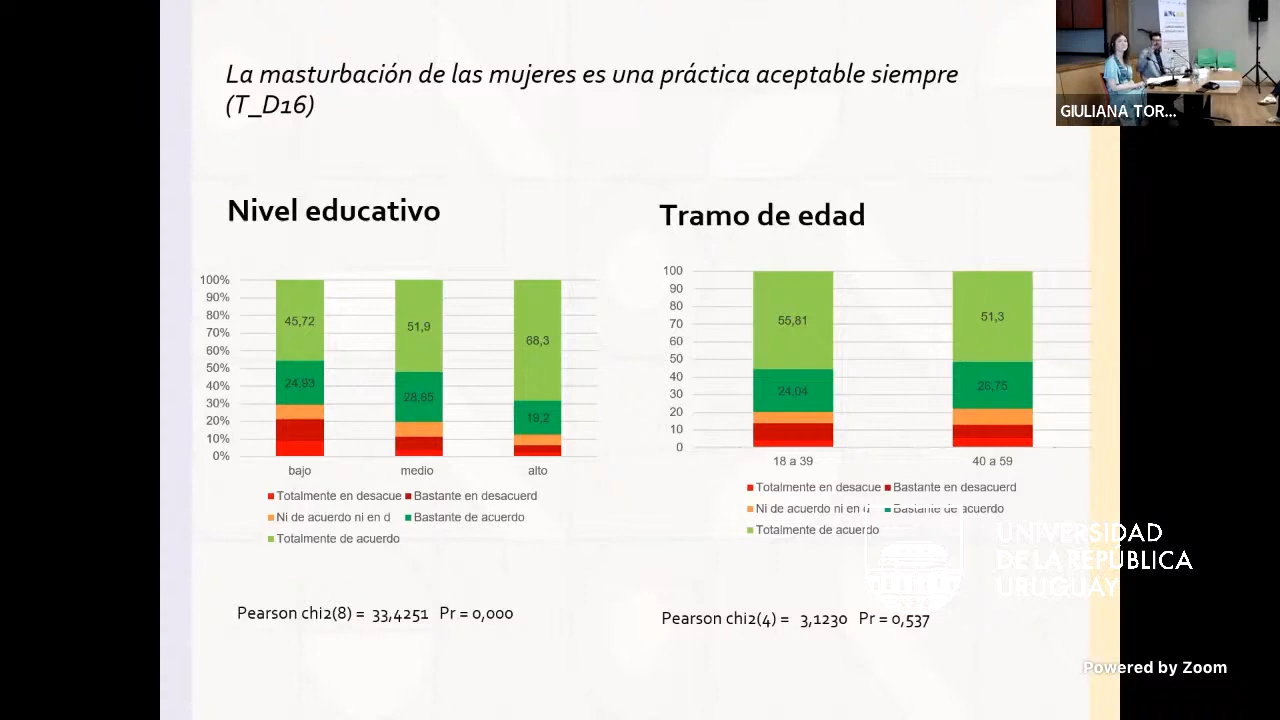 La masturbación de las mujeres es una práctica aceptable siempre
(T_D16)
GIULIANA TOR...
Nivel educativo
100%
90%
80%
70%
60%
50%
40%
30%
20%
10%
0%
45,72
24,93
51,9
28,65
68,3
19,2
bajo
medio
alto
Totalmente en desacue
Bastante en desacuerd
Ni de acuerdo ni en d
Bastante de acuerdo
Totalmente de acuerdo
Pearson chi2(8) = 33,4251 Pr = 0,000
Tramo de edad
100
90
80
70
60
50
40
30
20
10
0
55,81
24,04
51,3
26,75
18 a 39
40 a 59
Totalmente en desacue
Bastante en desacuerd
Ni de acuerdo ni en d
Bastante de acuerdo
Totalmente de acuerdo
Pearson chi2(4) = 3,1230 Pr = 0,537
UNIVERSIDAD
DE LA REPÚBLICA
URUGUAY
Powered by Zoom